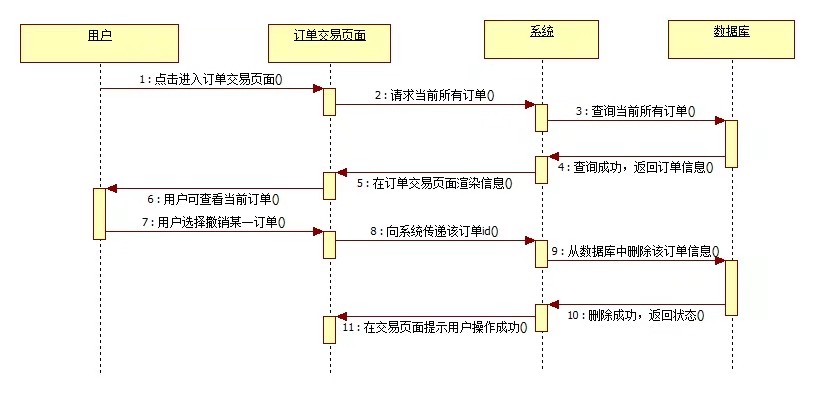 用户
订单交易页面
系统
数据库
1 : 点击进入订单交易页面()
2 : 请求当前所有订单()
3 : 查询当前所有订单()
4 : 查询成功，返回订单信息()
5 : 在订单交易页面渲染信息()
6 : 用户可查看当前订单()
7 : 用户选择撤销某一订单()
8 : 向系统传递该订单id()
9 : 从数据库中删除该订单信息()
10 : 删除成功，返回状态()
11 : 在交易页面提示用户操作成功()